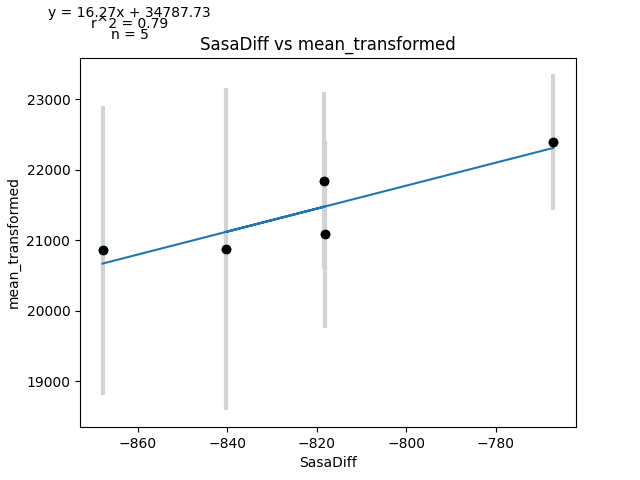 y = 16.27x + 34787.73
r^2 = 0.79
n = 5
SasaDiff vs mean_transformed
23000
22000
21000
20000
19000
mean_transformed
−860
−840
−820
−800
−780
SasaDiff